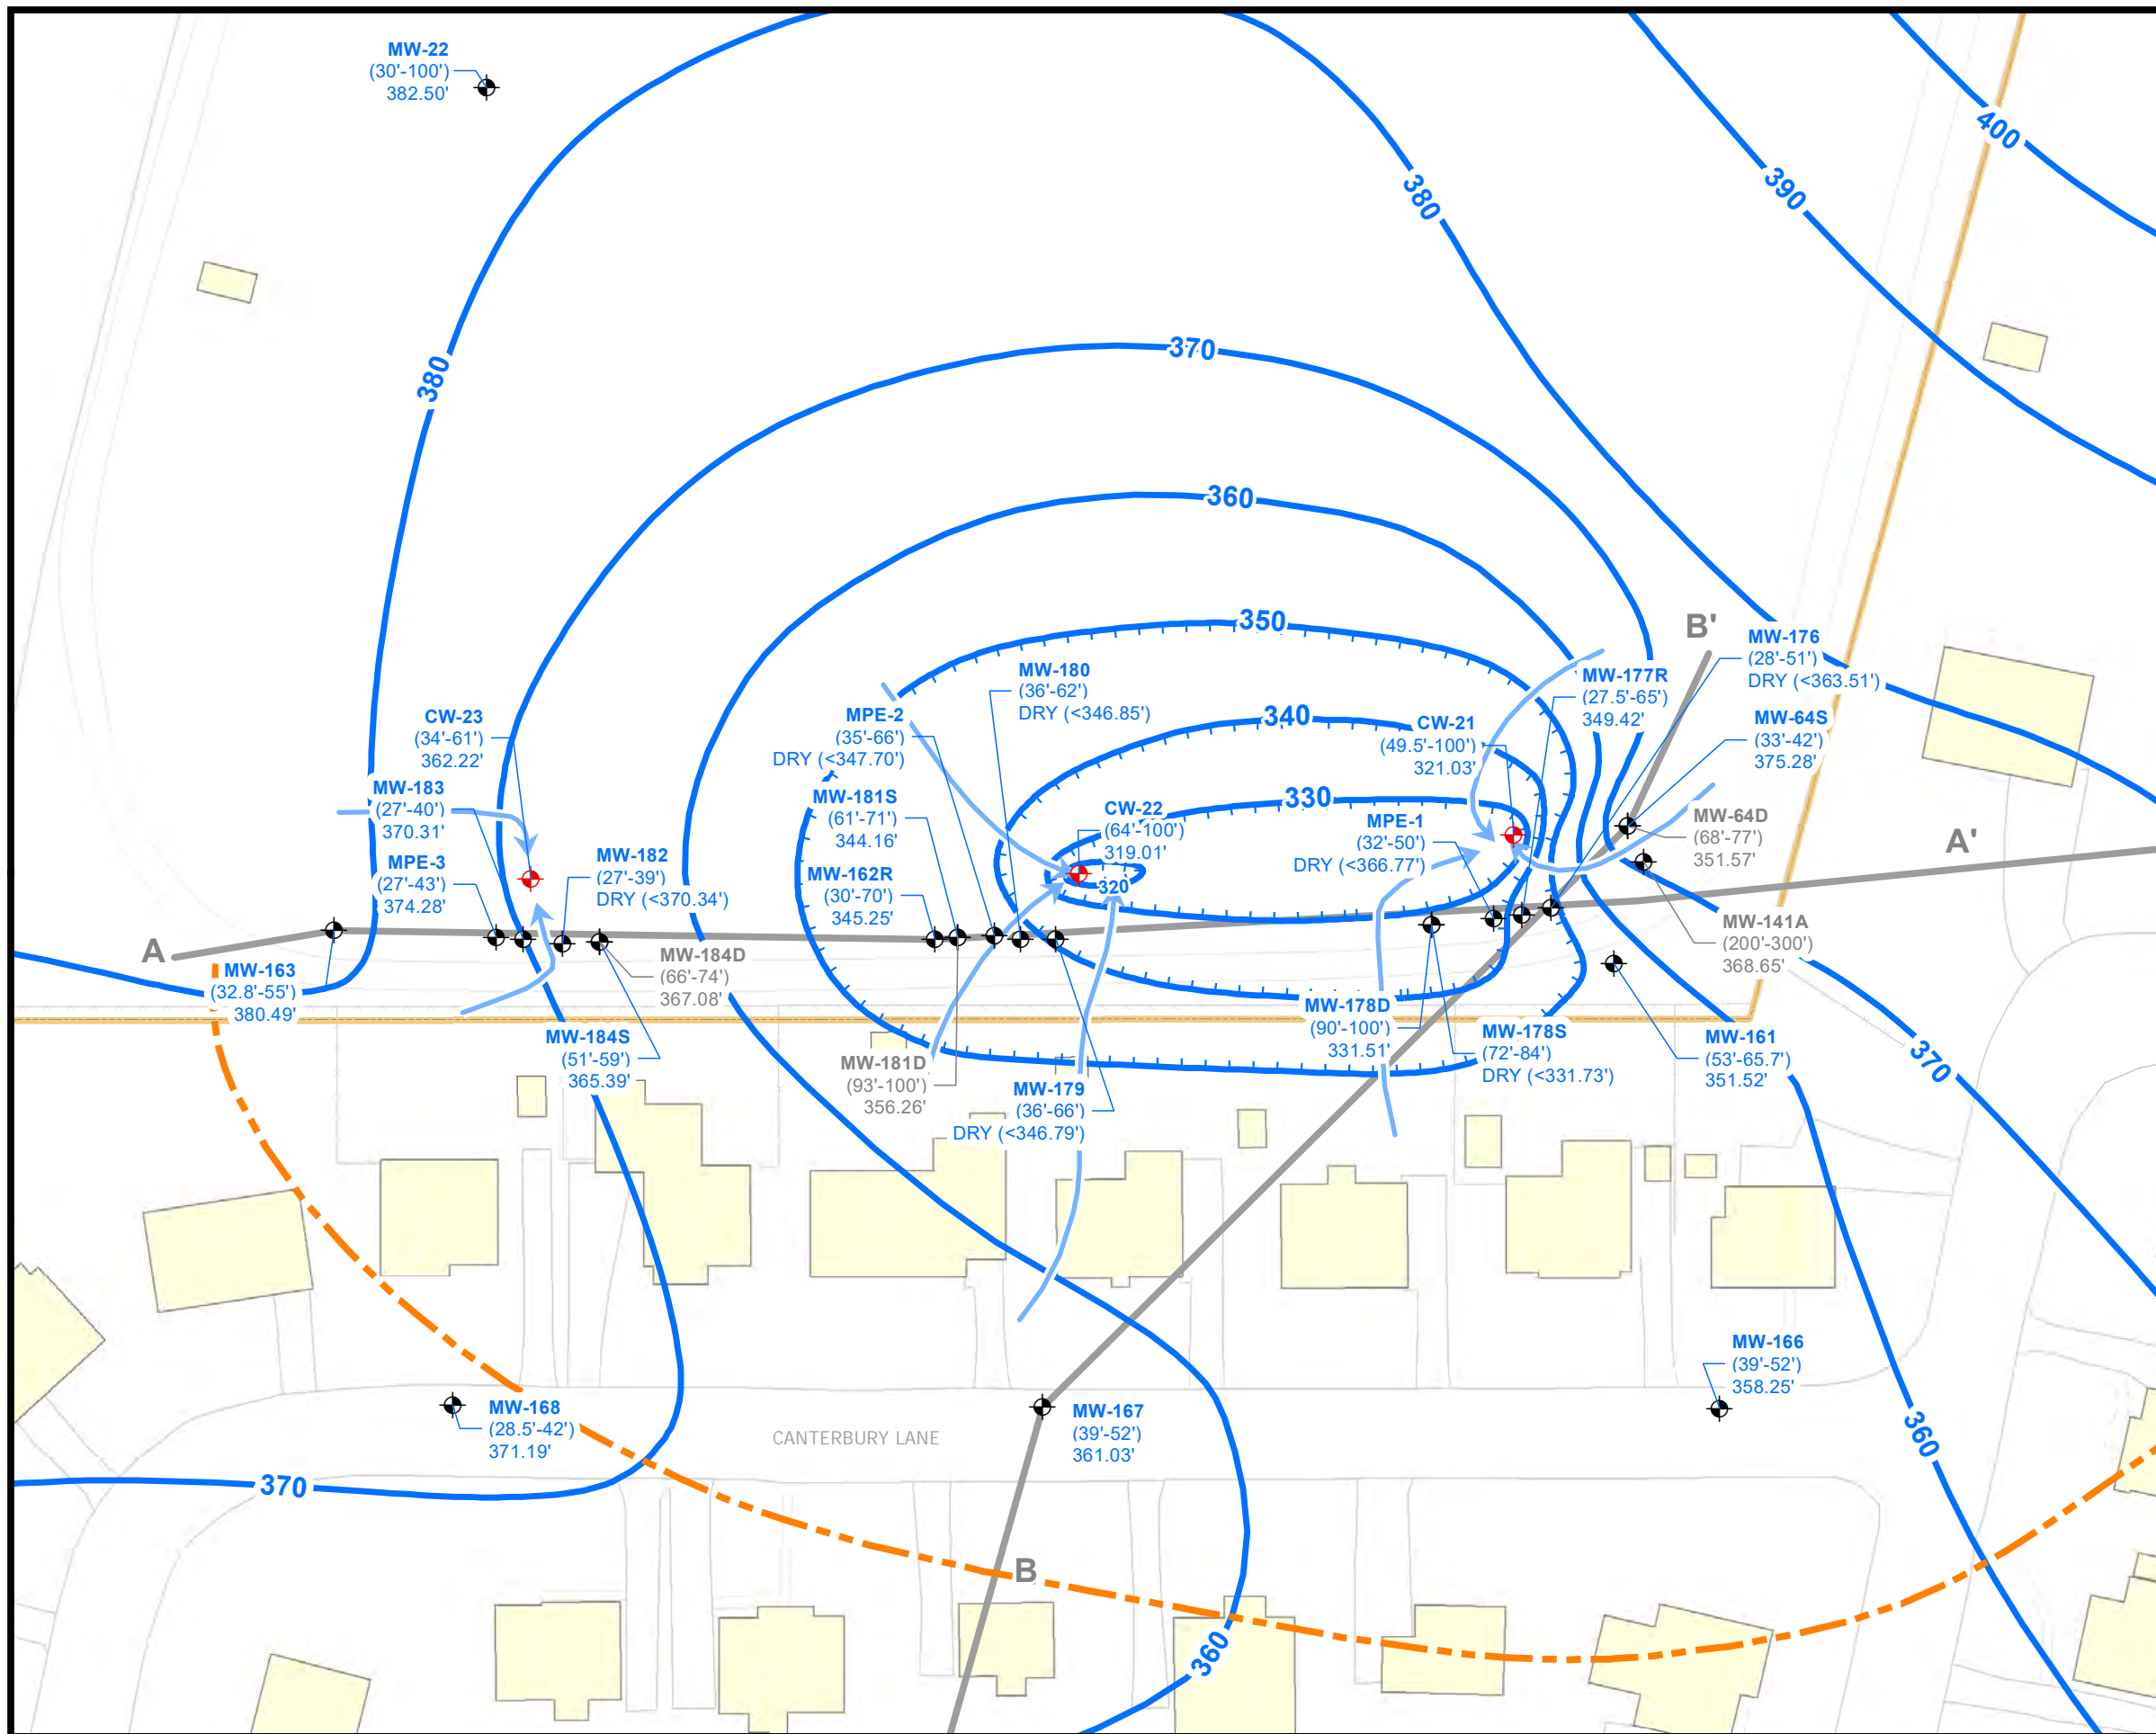 MW-22
(30'-100')
382.50'
400
390
380
380
370
360
350
340
330
320
B'
MW-176
(28'-51')
DRY (<363.51')
MW-177R
(27.5'-65')
349.42'
MW-180
(36'-62')
DRY (<346.85')
MPE-2
(35'-66')
DRY (<347.70')
CW-23
(34'-61')
362.22'
CW-21
(49.5'-100')
321.03'
MW-64S
(33'-42')
375.28'
MW-183
(27'-40')
370.31'
MW-181S
(61'-71')
344.16'
CW-22
(64'-100')
319.01'
MPE-1
(32'-50')
DRY (<366.77')
MW-64D
(68'-77')
351.57'
A'
MPE-3
(27'-43')
374.28'
MW-182
(27'-39')
DRY (<370.34')
MW-162R
(30'-70')
345.25'
MW-141A
(200'-300')
368.65'
A
MW-163
(32.8'-55')
380.49'
MW-184D
(66'-74')
367.08'
MW-184S
(51'-59')
365.39'
MW-181D
(93'-100')
356.26'
MW-179
(36'-66')
DRY (<346.79')
MW-178D
(90'-100')
331.51'
MW-178S
(72'-84')
DRY (<331.73')
MW-161
(53'-65.7')
351.52'
370
MW-166
(39'-52')
358.25'
MW-168
(28.5'-42')
371.19'
CANTERBURY LANE
MW-167
(39'-52')
361.03'
360
370
B
360